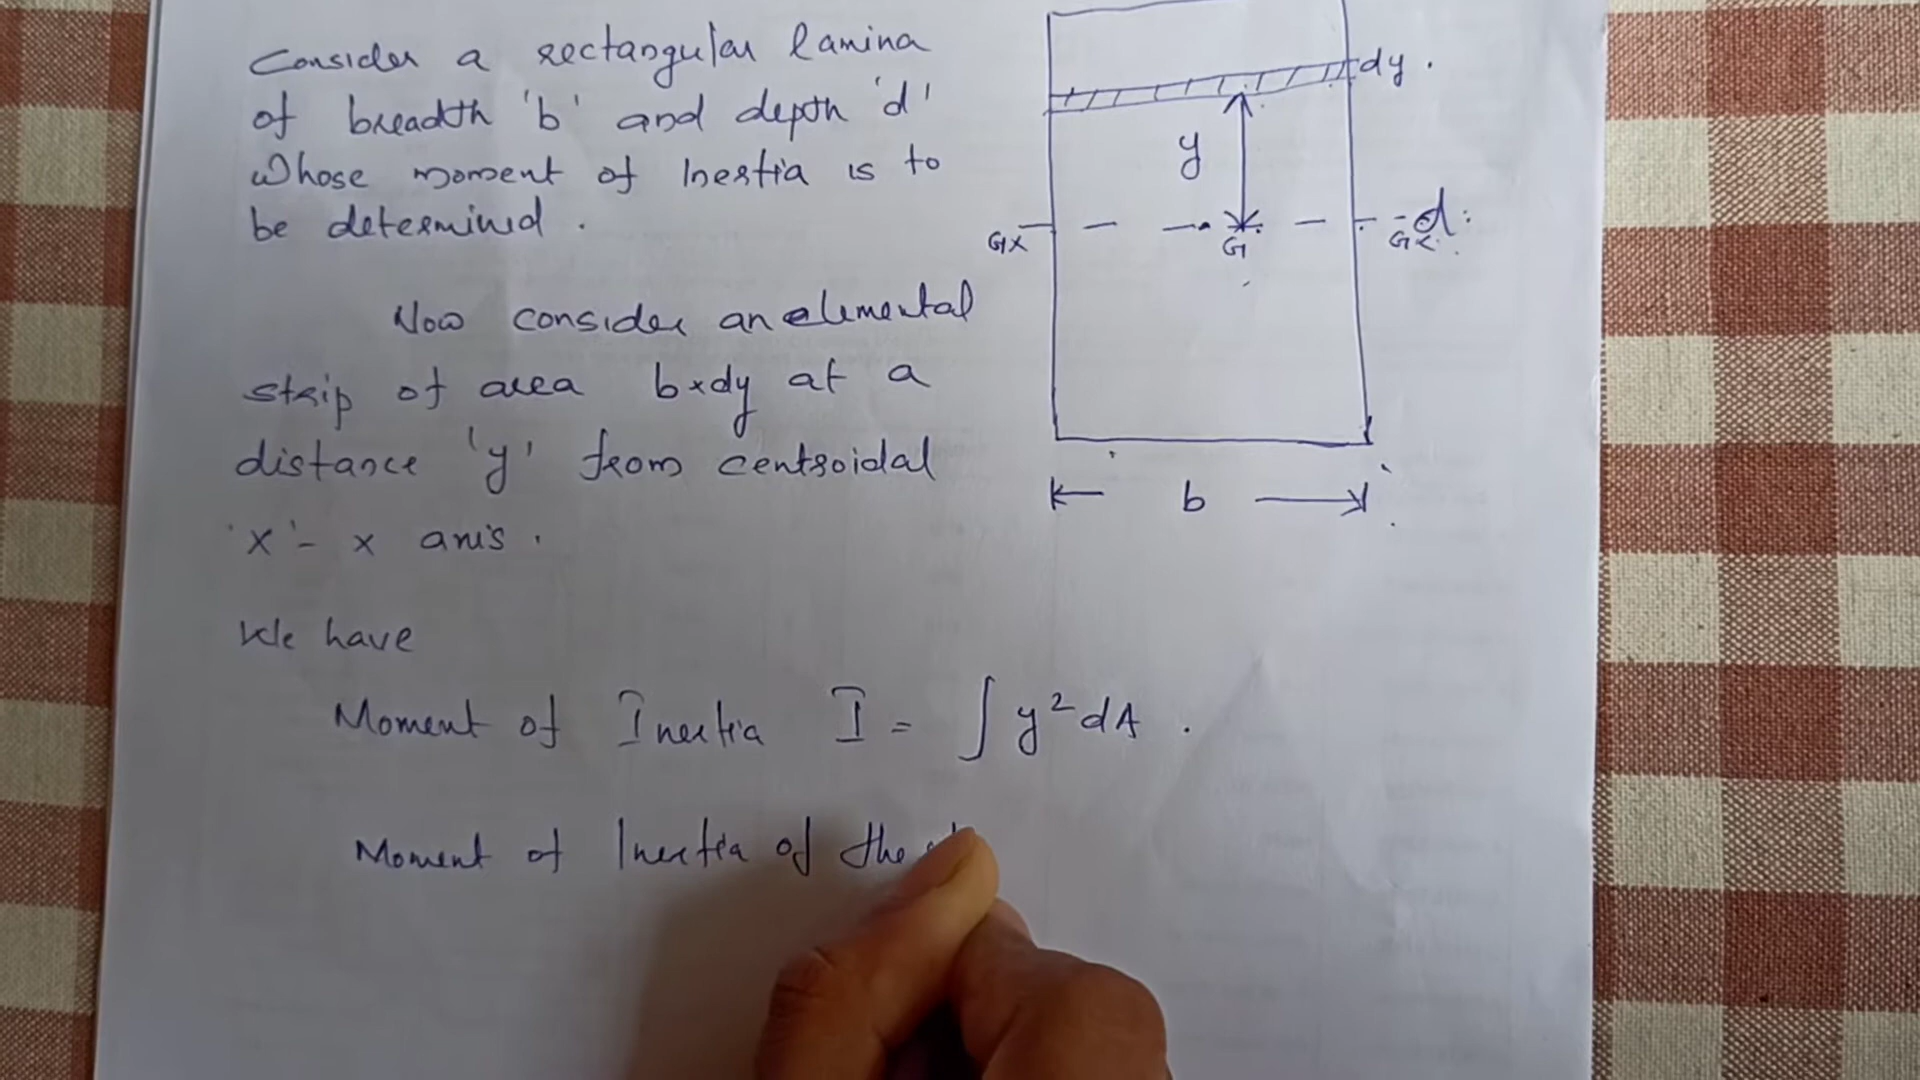 Consider a rectangular lamina
of breadth 'b' and depth 'd'
whose moment of Inertia is to
be determined.
Now consider an elemental
strip of area b×dy at a
distance 'y' from centroidal
'x'- x axis.
We have
Moment of Inertia I = ∫ y² dA .
Moment of Inertia of the
dy.
y
d
GX
G
GX
b